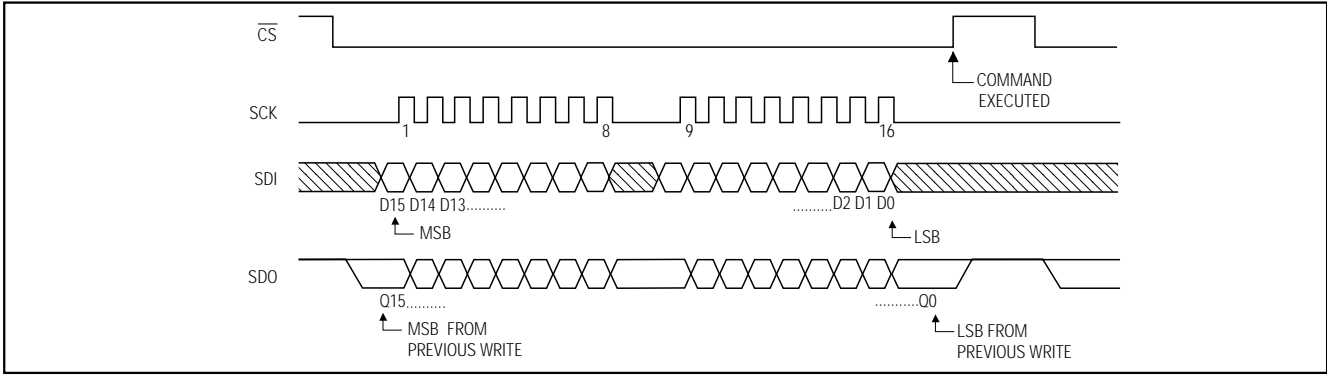 CS
COMMAND
EXECUTED
SCK
1 8 9 16
SDI
D15 D14 D13.......... ..........D2 D1 D0
MSB LSB
SDO
Q15.......... ...........Q0
MSB FROM
PREVIOUS WRITE
LSB FROM
PREVIOUS WRITE